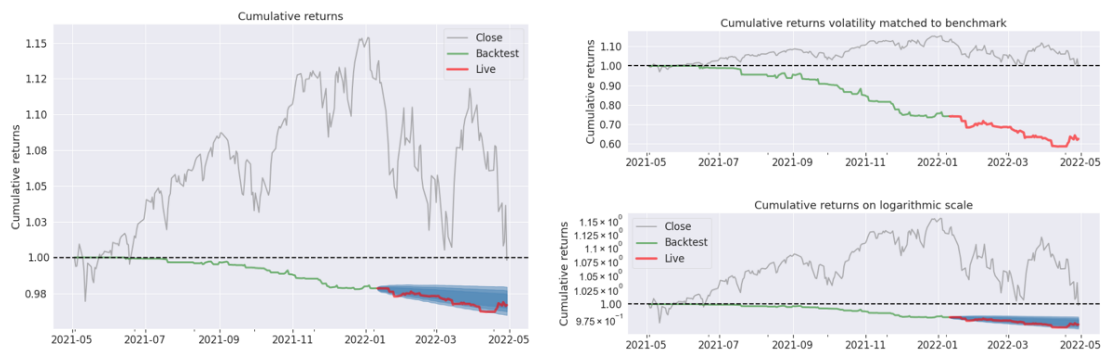 Cumulative returns
Cumulative returns
1.15
1.12
1.10
1.08
1.05
1.03
1.00
0.98
Close
Backtest
Live
2021-05 2021-07 2021-09 2021-11 2022-01 2022-03 2022-05
Cumulative returns volatility matched to benchmark
Cumulative returns
1.10
1.00
0.90
0.80
0.70
0.60
2021-05 2021-07 2021-09 2021-11 2022-01 2022-03 2022-05
Cumulative returns on logarithmic scale
Cumulative returns
1.15 × 10⁰
1.125 × 10⁰
1.1 × 10⁰
1.075 × 10⁰
1.05 × 10⁰
1.025 × 10⁰
1.00
9.75 × 10⁻¹
Close
Backtest
Live
2021-05 2021-07 2021-09 2021-11 2022-01 2022-03 2022-05